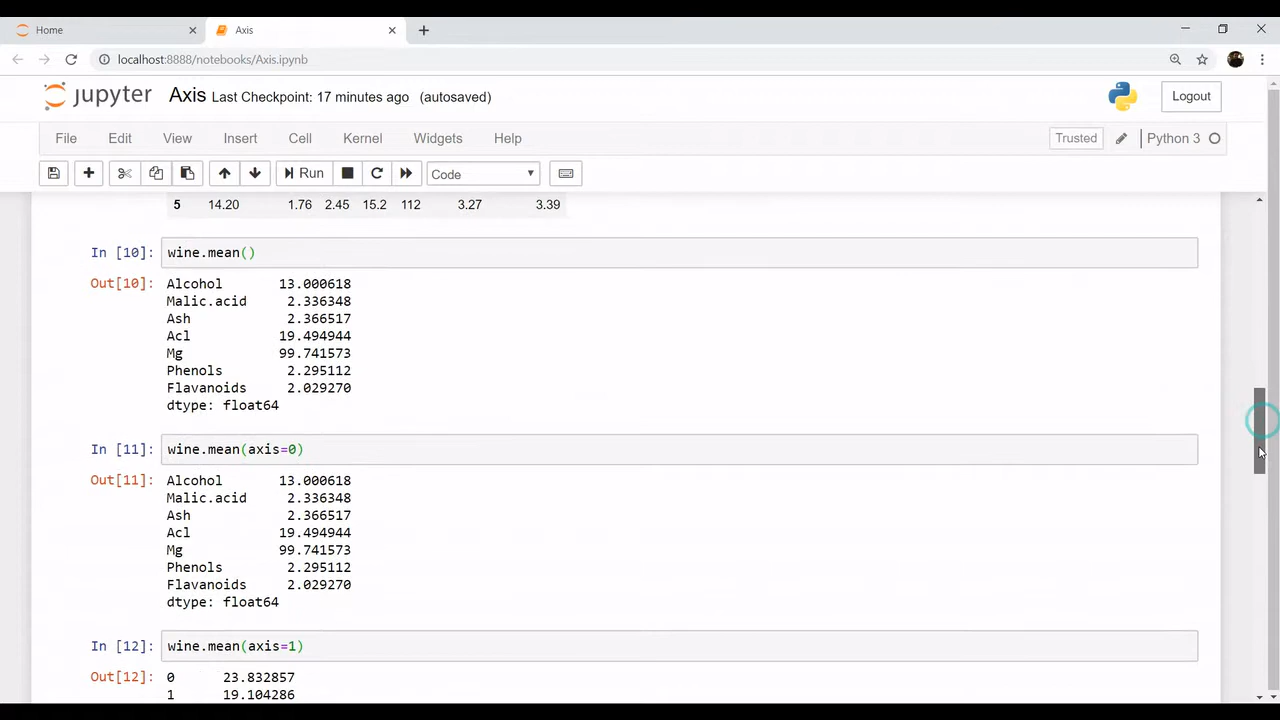 Home
Axis
localhost:8888/notebooks/Axis.ipynb
jupyter Axis Last Checkpoint: 17 minutes ago (autosaved)
Logout
File Edit View Insert Cell Kernel Widgets Help
Trusted Python 3
Run Code
5 14.20 1.76 2.45 15.2 112 3.27 3.39
In [10]: wine.mean()
Out[10]: Alcohol 13.000618
Malic.acid 2.336348
Ash 2.366517
Acl 19.494944
Mg 99.741573
Phenols 2.295112
Flavanoids 2.029270
dtype: float64
In [11]: wine.mean(axis=0)
Out[11]: Alcohol 13.000618
Malic.acid 2.336348
Ash 2.366517
Acl 19.494944
Mg 99.741573
Phenols 2.295112
Flavanoids 2.029270
dtype: float64
In [12]: wine.mean(axis=1)
Out[12]: 0 23.832857
1 19.104286